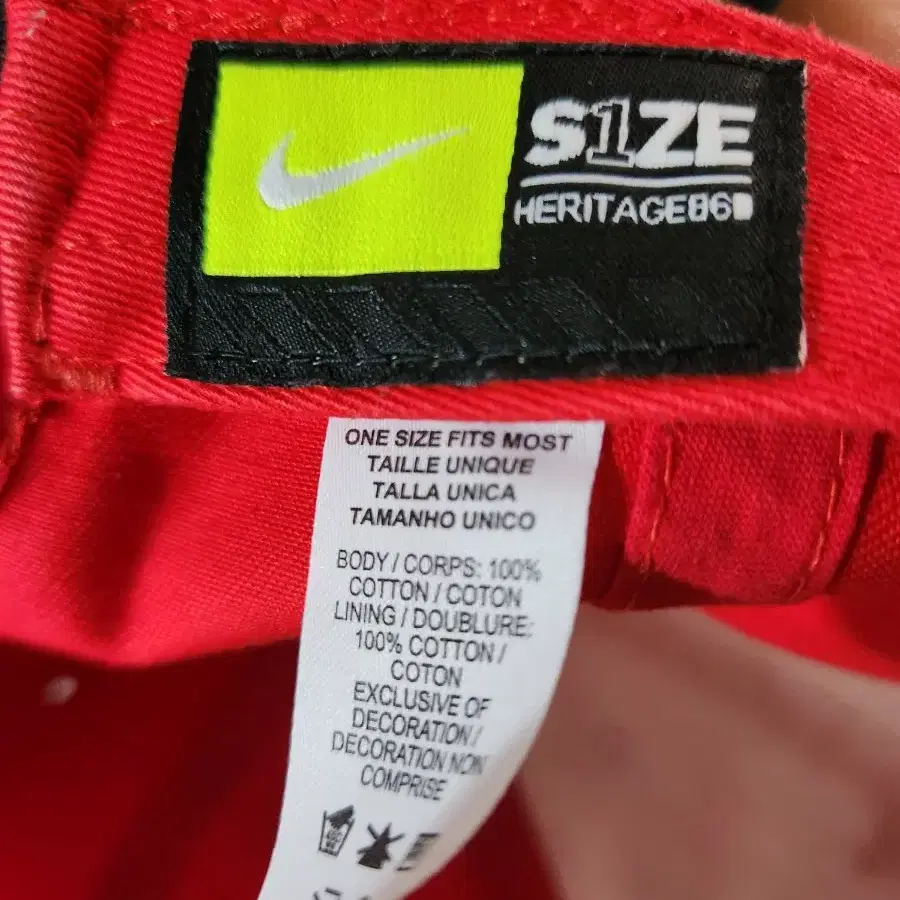 S1ZE
HERITAGE86
ONE SIZE FITS MOST
TAILLE UNIQUE
TALLA UNICA
TAMANHO UNICO
BODY / CORPS: 100%
COTTON / COTON
LINING / DOUBLURE:
100% COTTON /
COTON
EXCLUSIVE OF
DECORATION /
DECORATION NON
COMPRISE